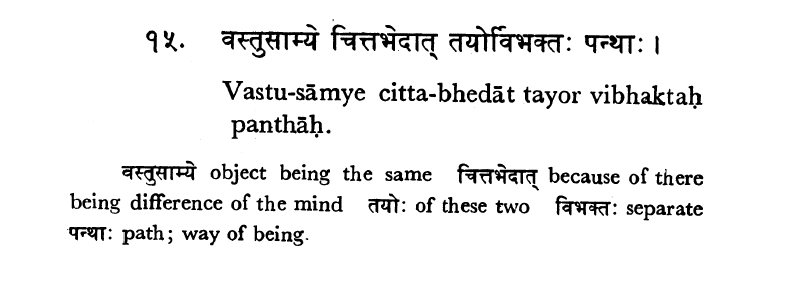 १५. वस्तुसाम्ये चित्तभेदात् तयोर्विभक्तः पन्थाः ।
Vastu-sāmye citta-bhedāt tayor vibhaktaḥ
panthāḥ.
वस्तुसाम्ये object being the same चित्तभेदात् because of there
being difference of the mind तयोः of these two विभक्तः separate
पन्थाः path; way of being.